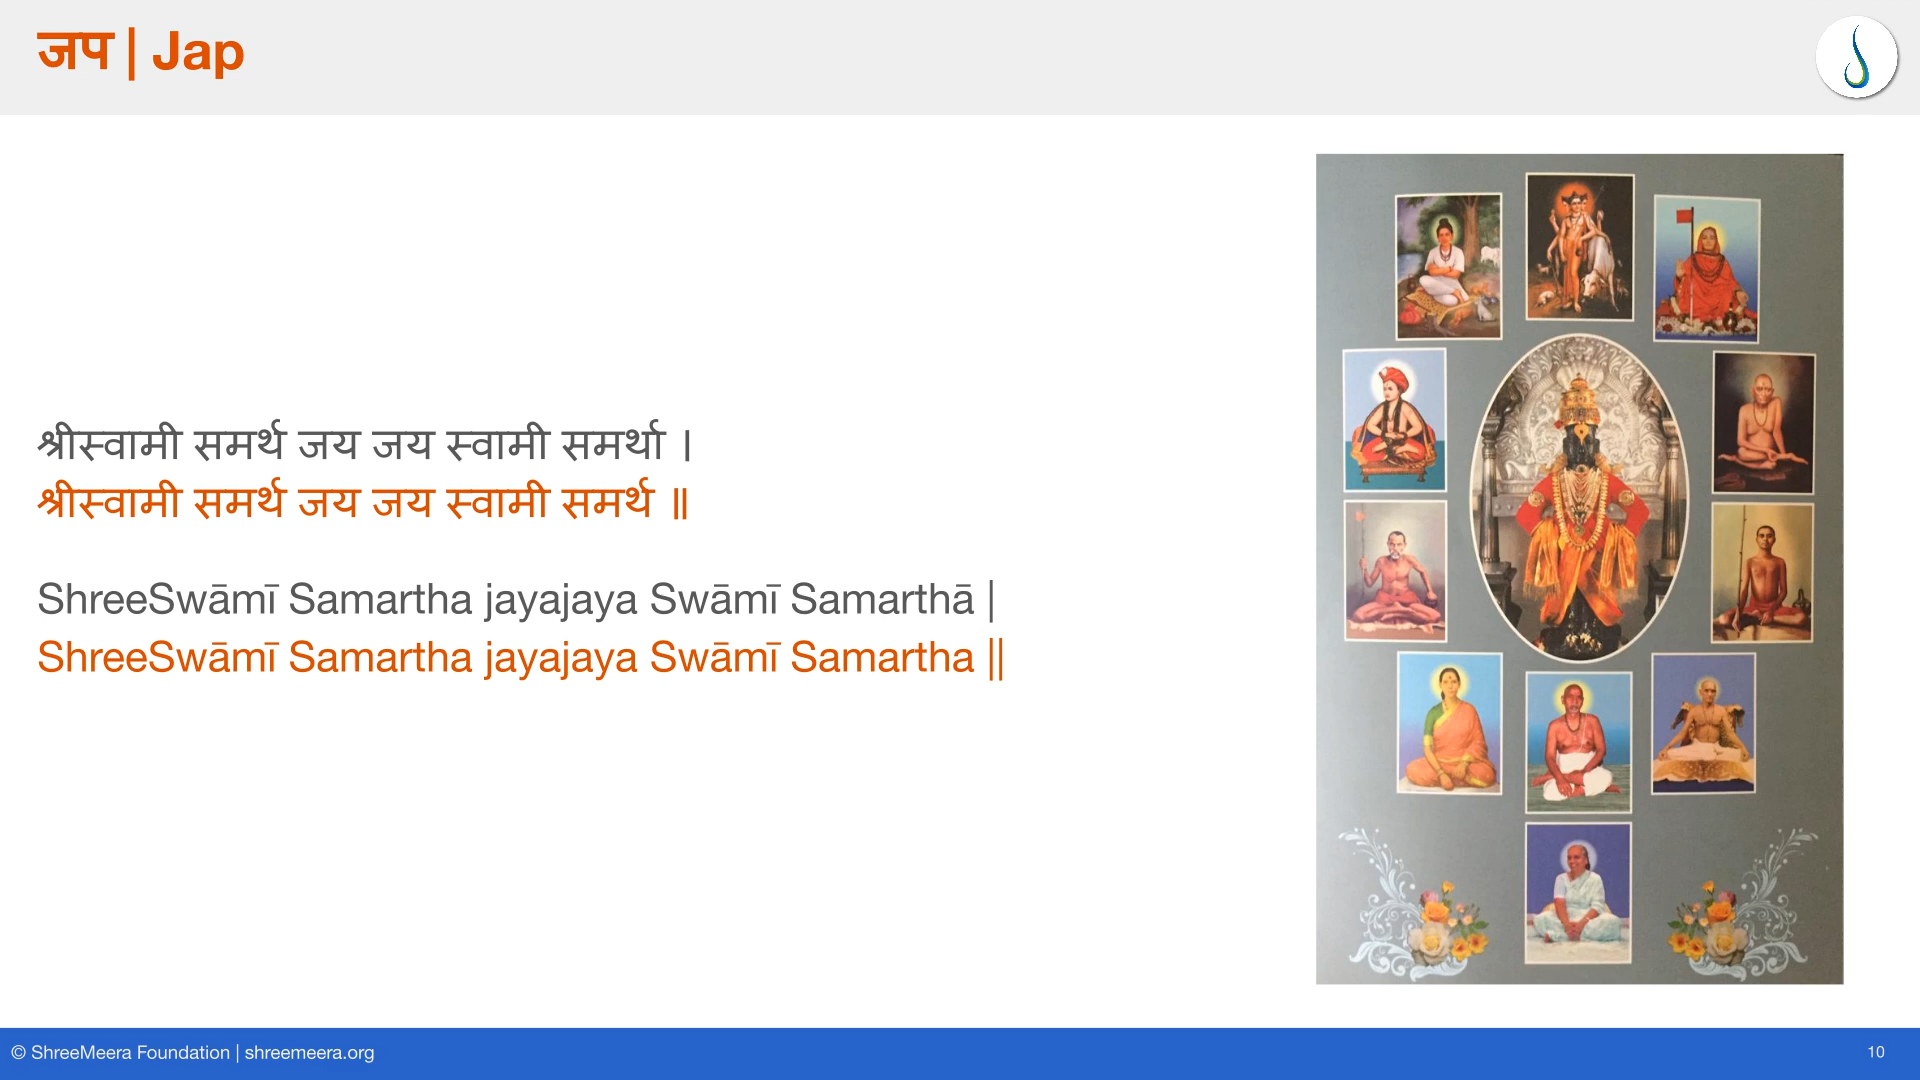 जप | Jap
श्रीस्वामी समर्थ जय जय स्वामी समर्था ।
श्रीस्वामी समर्थ जय जय स्वामी समर्थ ॥
ShreeSwāmī Samartha jayajaya Swāmī Samarthā |
ShreeSwāmī Samartha jayajaya Swāmī Samartha ||
© ShreeMeera Foundation | shreemeera.org
10